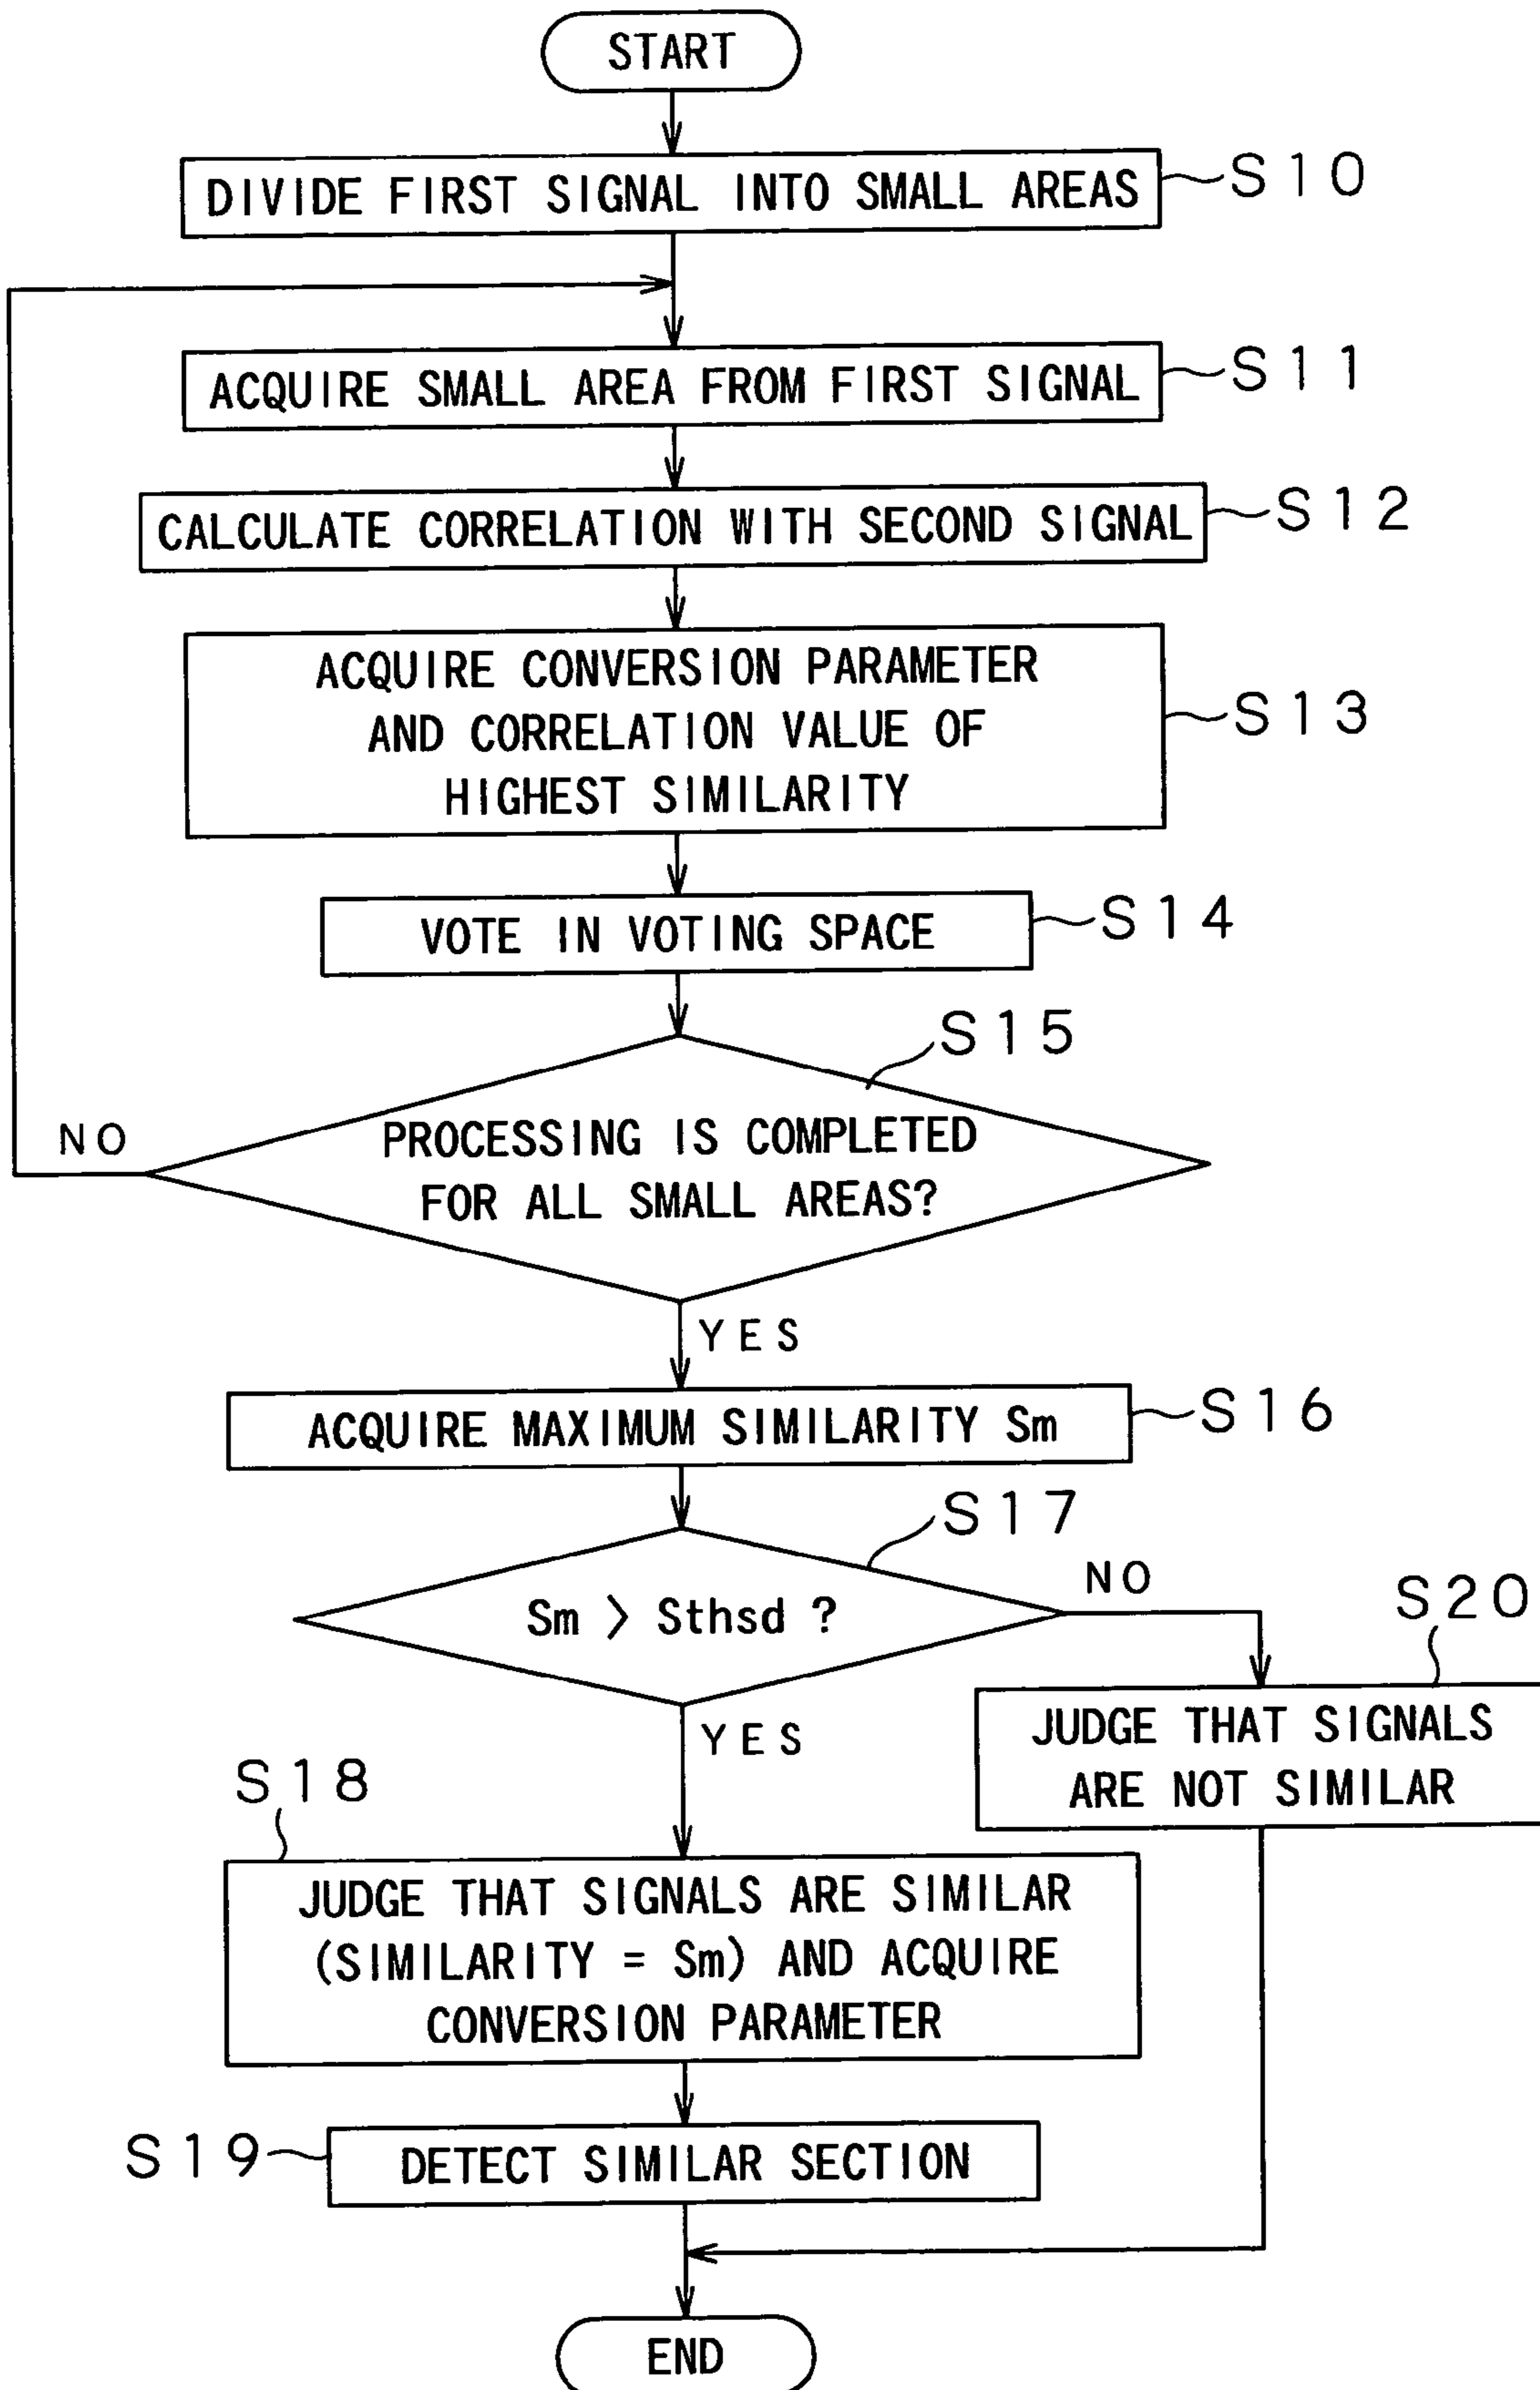 START
DIVIDE FIRST SIGNAL INTO SMALL AREAS
S10
ACQUIRE SMALL AREA FROM FIRST SIGNAL
S11
CALCULATE CORRELATION WITH SECOND SIGNAL
S12
ACQUIRE CONVERSION PARAMETER
AND CORRELATION VALUE OF
HIGHEST SIMILARITY
S13
VOTE IN VOTING SPACE
S14
S15
PROCESSING IS COMPLETED
FOR ALL SMALL AREAS?
NO
YES
ACQUIRE MAXIMUM SIMILARITY Sm
S16
S17
Sm > Sthsd ?
NO
YES
S20
JUDGE THAT SIGNALS
ARE NOT SIMILAR
S18
JUDGE THAT SIGNALS ARE SIMILAR
(SIMILARITY = Sm) AND ACQUIRE
CONVERSION PARAMETER
S19
DETECT SIMILAR SECTION
END